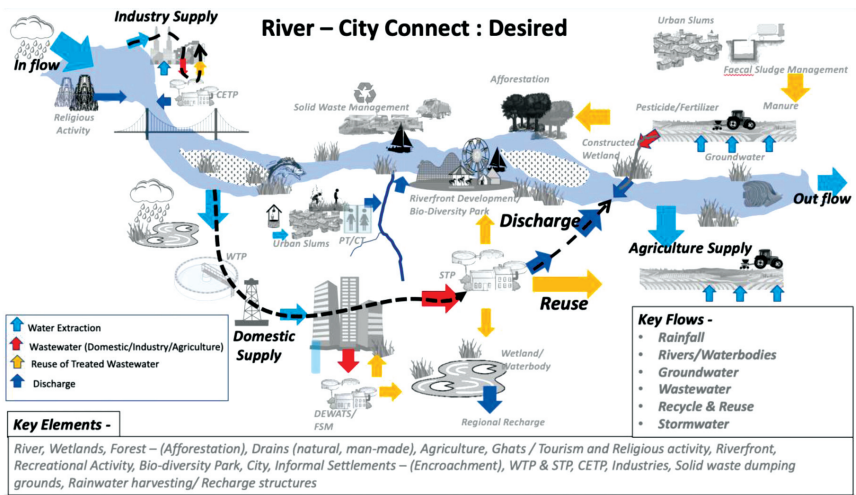 River – City Connect : Desired
Industry Supply
In flow
CETP
Religious
Activity
Solid Waste Management
Afforestation
Urban Slums
Faecal Sludge Management
Pesticide/Fertilizer
Manure
Constructed
Wetland
Groundwater
Out flow
Riverfront Development/
Bio-Diversity Park
Discharge
Urban Slums
PT/CT
WTP
STP
Agriculture Supply
Reuse
Domestic
Supply
Wetland/
Waterbody
DEWATS/
FSM
Regional Recharge
Water Extraction
Wastewater (Domestic/Industry/Agriculture)
Reuse of Treated Wastewater
Discharge
Key Flows -
• Rainfall
• Rivers/Waterbodies
• Groundwater
• Wastewater
• Recycle & Reuse
• Stormwater
Key Elements -
River, Wetlands, Forest – (Afforestation), Drains (natural, man-made), Agriculture, Ghats / Tourism and Religious activity, Riverfront,
Recreational Activity, Bio-diversity Park, City, Informal Settlements – (Encroachment), WTP & STP, CETP, Industries, Solid waste dumping
grounds, Rainwater harvesting/ Recharge structures